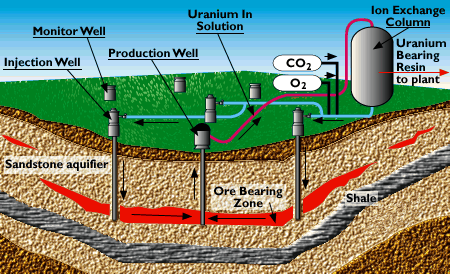 Ion Exchange
Column
Uranium In
Solution
Monitor Well
Production Well
Injection Well
Uranium
Bearing
Resin
to plant
CO2
O2
Sandstone aquifier
Ore Bearing
Zone
Shale